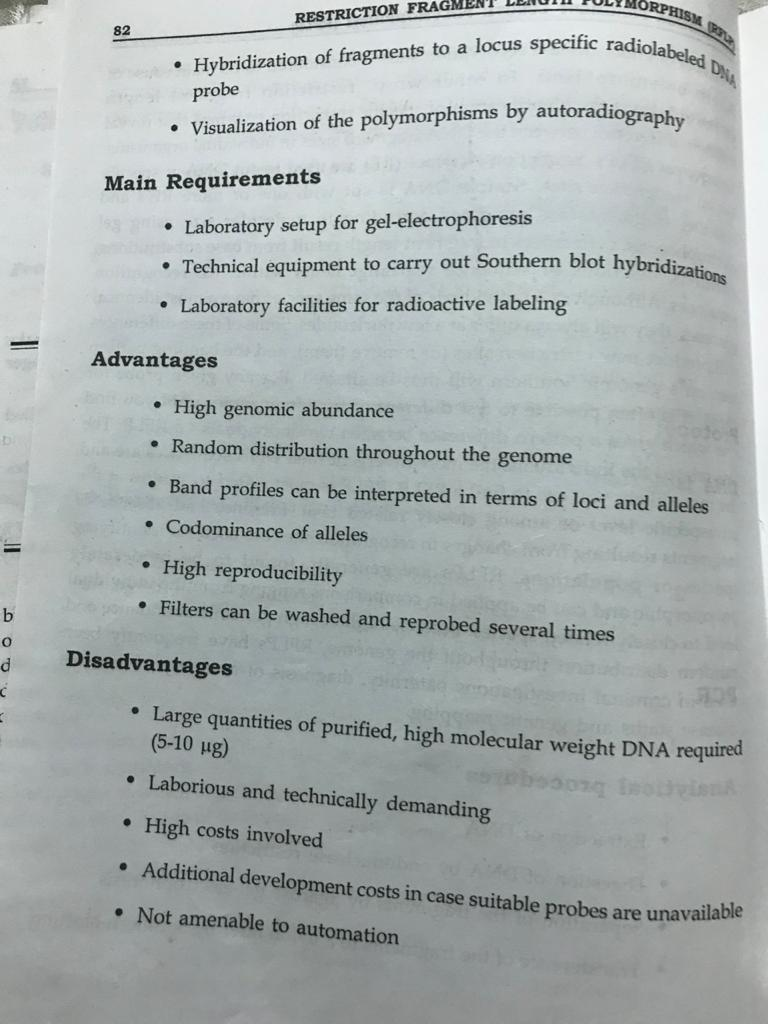 82
RESTRICTION FRAGMENT LENGTH POLYMORPHISM (RFLP)
• Hybridization of fragments to a locus specific radiolabeled DNA
probe
• Visualization of the polymorphisms by autoradiography
Main Requirements
• Laboratory setup for gel-electrophoresis
• Technical equipment to carry out Southern blot hybridizations
• Laboratory facilities for radioactive labeling
Advantages
• High genomic abundance
• Random distribution throughout the genome
• Band profiles can be interpreted in terms of loci and alleles
• Codominance of alleles
• High reproducibility
• Filters can be washed and reprobed several times
Disadvantages
• Large quantities of purified, high molecular weight DNA required
(5-10 μg)
• Laborious and technically demanding
• High costs involved
• Additional development costs in case suitable probes are unavailable
• Not amenable to automation